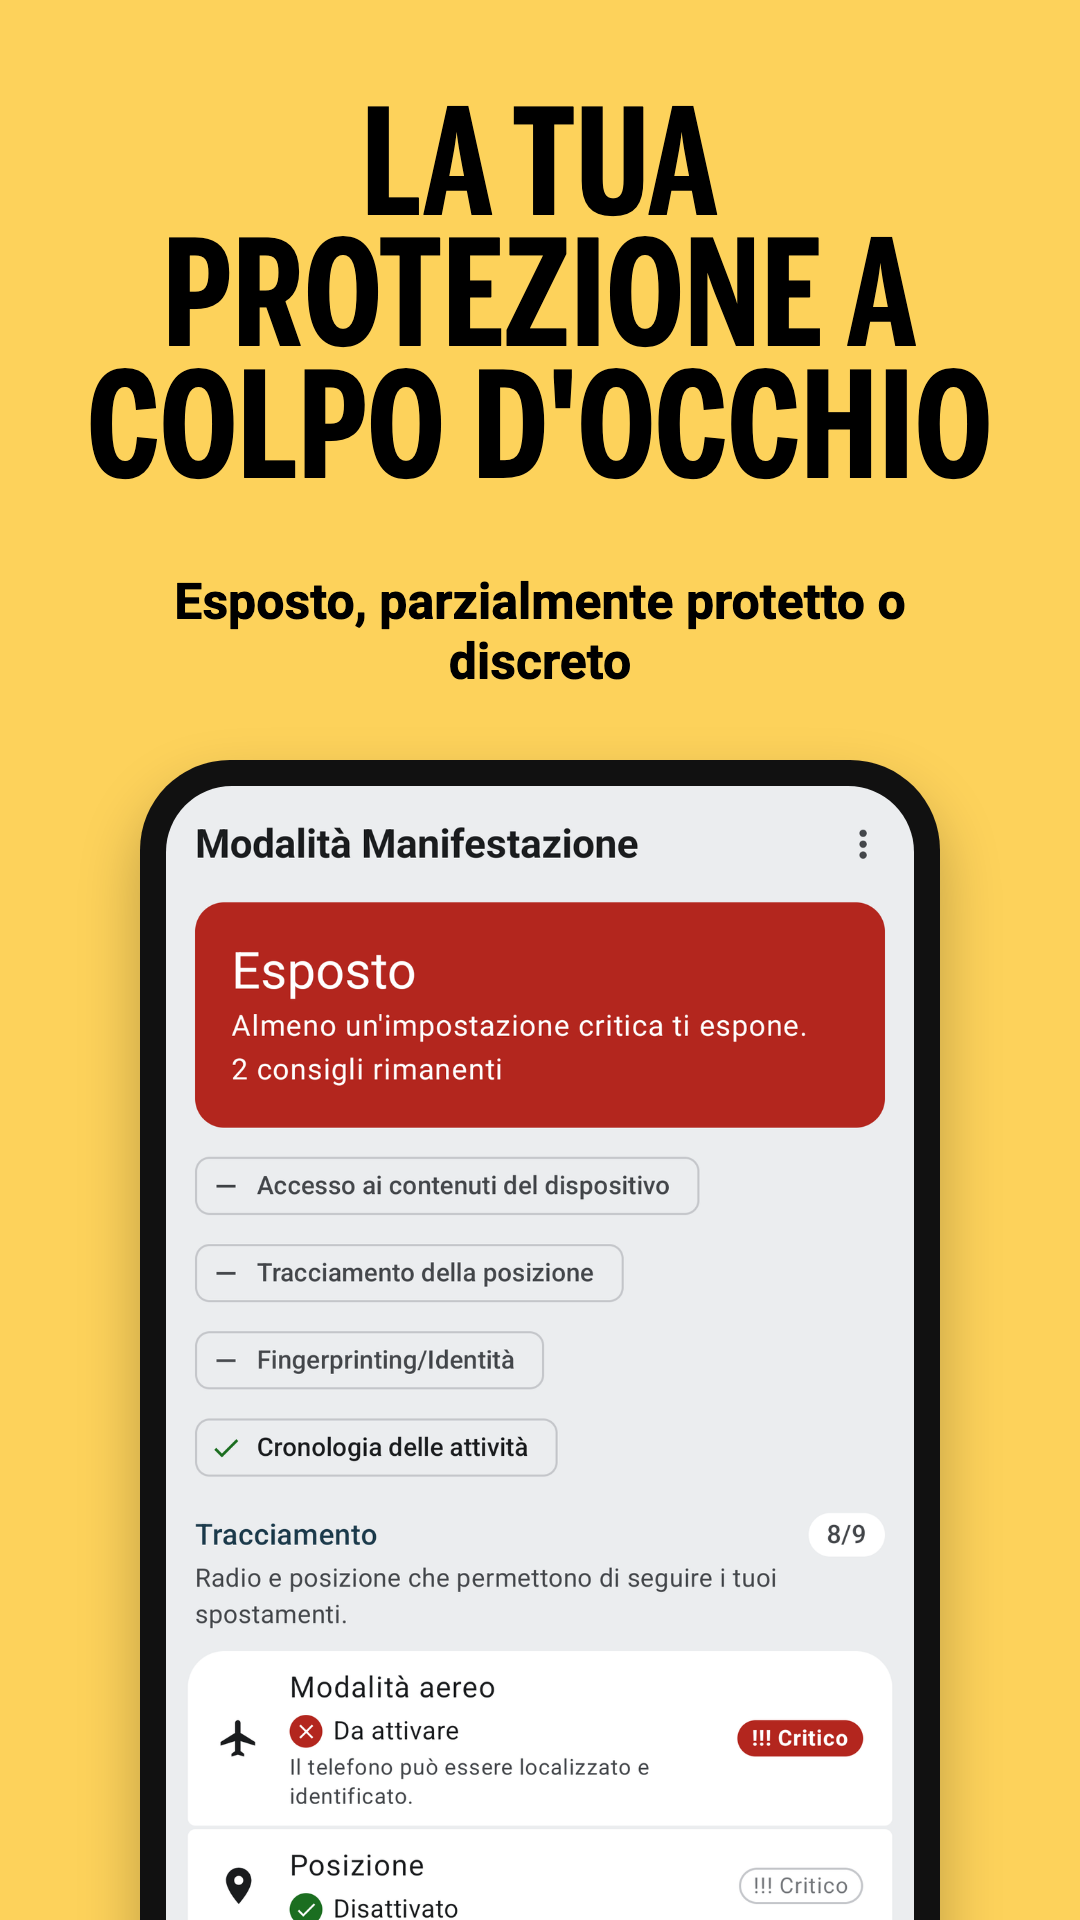 LA TUA
PROTEZIONE A
COLPO D'OCCHIO
Esposto, parzialmente protetto o
discreto
Modalità Manifestazione
Esposto
Almeno un'impostazione critica ti espone.
2 consigli rimanenti
Accesso ai contenuti del dispositivo
Tracciamento della posizione
Fingerprinting/Identità
Cronologia delle attività
Tracciamento
8/9
Radio e posizione che permettono di seguire i tuoi
spostamenti.
Modalità aereo
Da attivare
!!! Critico
Il telefono può essere localizzato e
identificato.
Posizione
!!! Critico
Disattivato